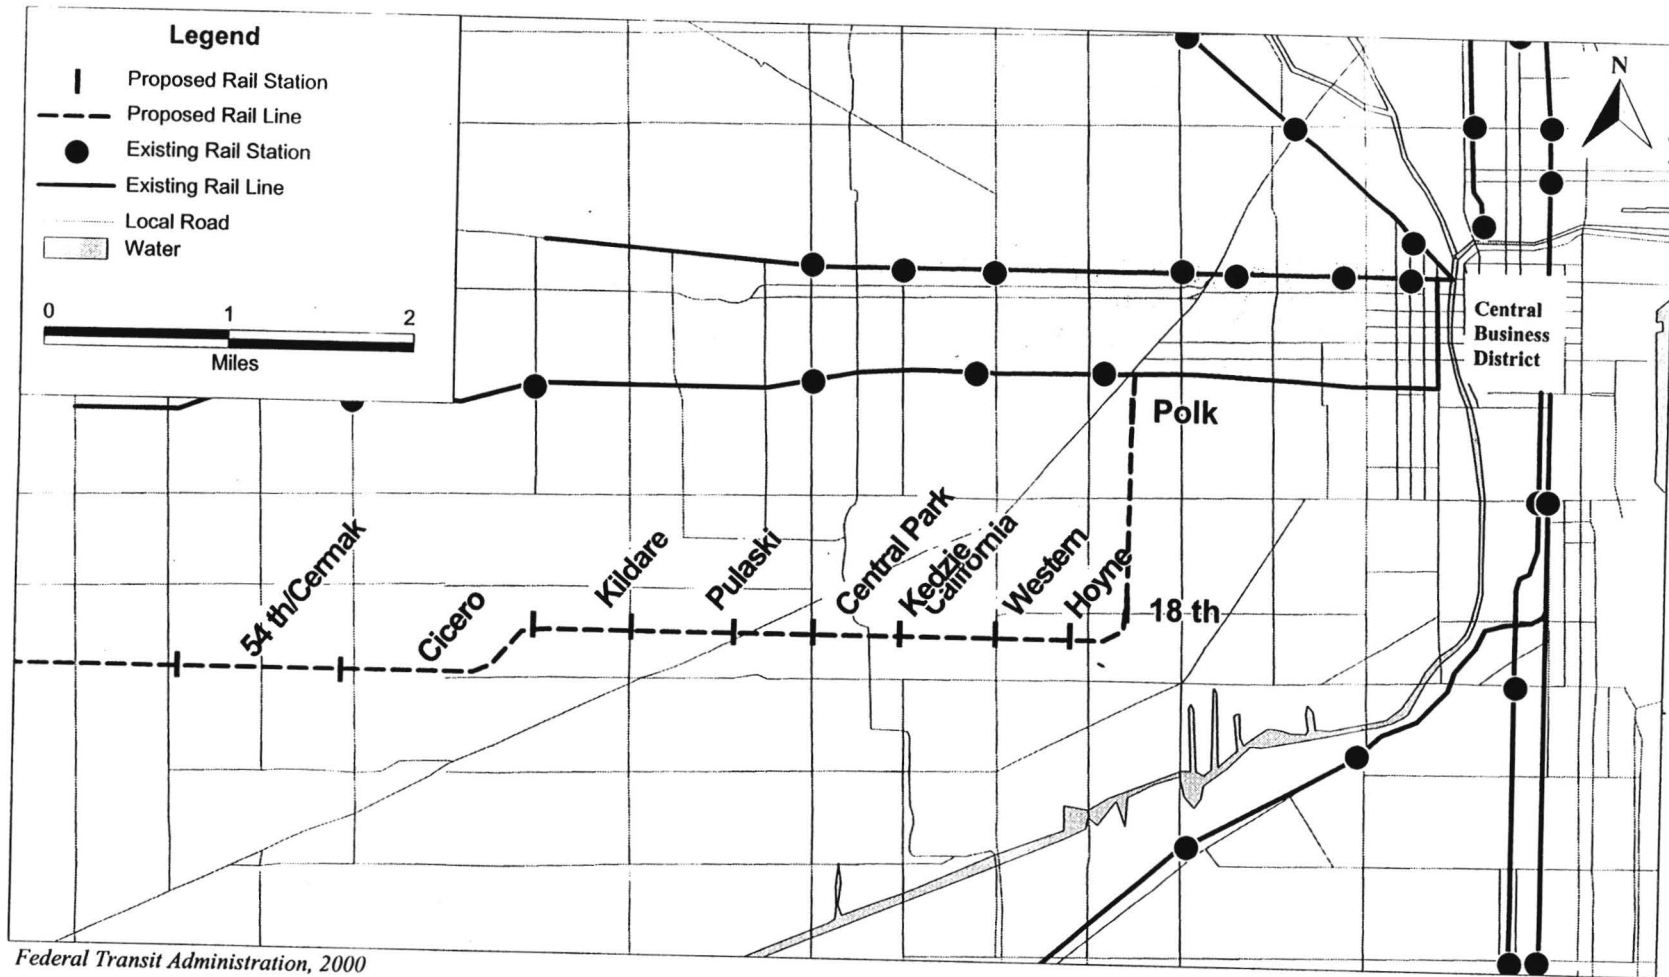 Legend
Proposed Rail Station
Proposed Rail Line
Existing Rail Station
Existing Rail Line
Local Road
Water
0 1 2
Miles
N
Central
Business
District
Polk
54 th/Cermak
Cicero
Kildare
Pulaski
Central Park
Kedzie
California
Western
Hoyne
18 th
Federal Transit Administration, 2000